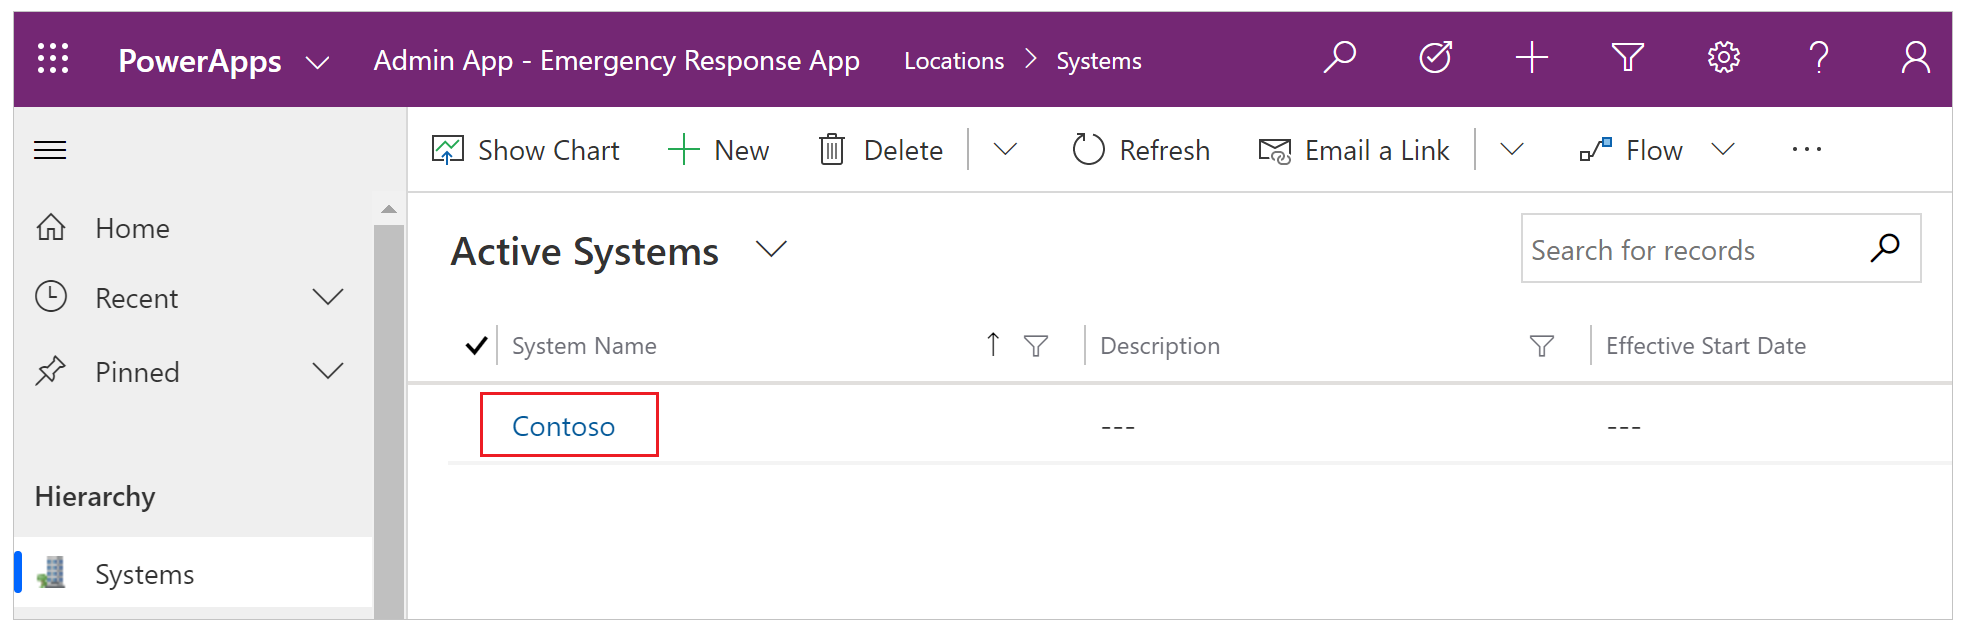 PowerApps Admin App - Emergency Response App Locations > Systems
Show Chart New Delete Refresh Email a Link Flow ...
Home
Recent
Pinned
Hierarchy
Systems
Active Systems
Search for records
System Name Description Effective Start Date
Contoso --- ---